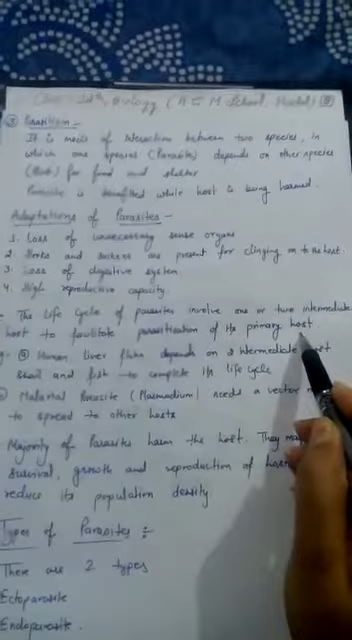 Class 12th Biology (B M School,
③ Parasitism -
It is mode of interaction between two species, in
which one species (Parasite) depends on other species
(Host) for food and shelter
Parasite is benefitted while host is being harmed.
Adaptations of Parasites -
1. Loss of unnecessary sense organs
2. Hooks and suckers are present for clinging on to the host.
3. Loss of digestive system
4. High reproductive capacity
- The Life Cycle of parasites involve one or two intermediate
host to facilitate parasitization of its primary host
Human liver fluke depends on 2 intermediate host
Snail and fish to complete its life cycle
Malarial Parasite (Plasmodium) needs a vector
to spread to other hosts
Majority of Parasites harm the host. They may
survival, growth and reproduction of host
reduce its population density
Types of Parasites :-
There are 2 types
Ectoparasite
Endoparasite.